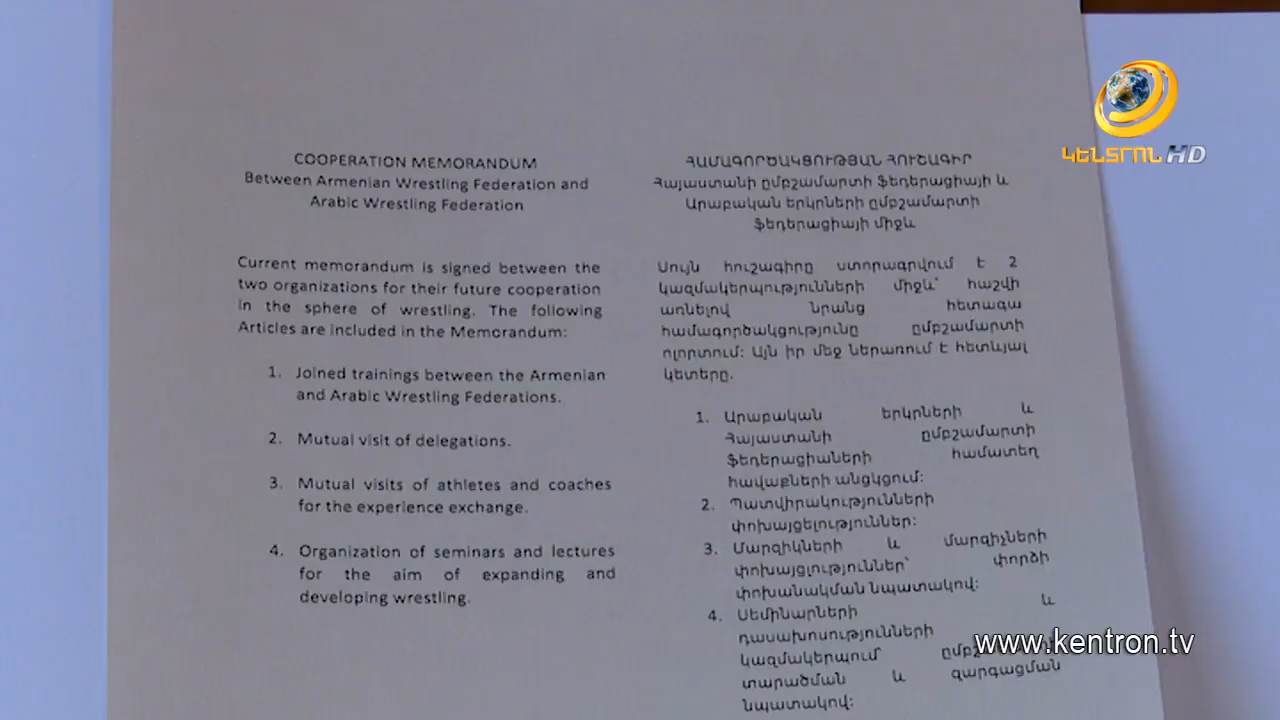 COOPERATION MEMORANDUM
Between Armenian Wrestling Federation and
Arabic Wrestling Federation
Current memorandum is signed between the
two organizations for their future cooperation
in the sphere of wrestling. The following
Articles are included in the Memorandum:
1. Joined trainings between the Armenian
and Arabic Wrestling Federations.
2. Mutual visit of delegations.
3. Mutual visits of athletes and coaches
for the experience exchange.
4. Organization of seminars and lectures
for the aim of expanding and
developing wrestling.
ՀԱՄԱԳՈՐԾԱԿՑՈՒԹՅԱՆ ՀՈՒՇԱԳԻՐ
Հայաստանի ըմբշամարտի ֆեդերացիայի և
Արաբական երկրների ըմբշամարտի
ֆեդերացիայի միջև
Սույն հուշագիրը ստորագրվում է 2
կազմակերպությունների միջև՝ հաշվի
առնելով նրանց հետագա
համագործակցությունը ըմբշամարտի
ոլորտում: Այն իր մեջ ներառում է հետևյալ
կետերը.
1. Արաբական երկրների և
Հայաստանի ըմբշամարտի
ֆեդերացիաների համատեղ
հավաքների անցկցում:
2. Պատվիրակությունների
փոխայցելություններ:
3. Մարզիկների և մարզիչների
փոխայցլություններ՝ փորձի
փոխանակման նպատակով:
4. Սեմինարների և
դասախոսությունների
կազմակերպում
տարածման և զարգացման
նպատակով:
ԿԵՆՏՐՈՆ HD
www.kentron.tv